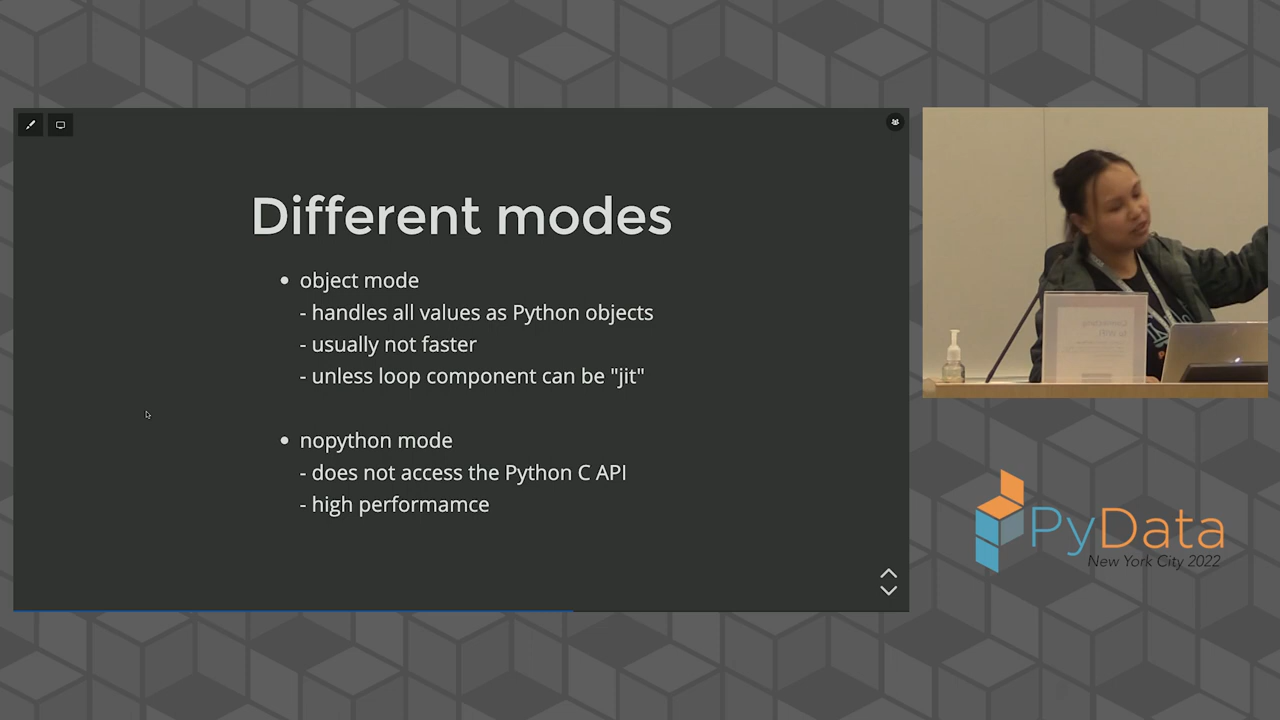 Different modes
• object mode
- handles all values as Python objects
- usually not faster
- unless loop component can be "jit"
• nopython mode
- does not access the Python C API
- high performamce
PyData
New York City 2022